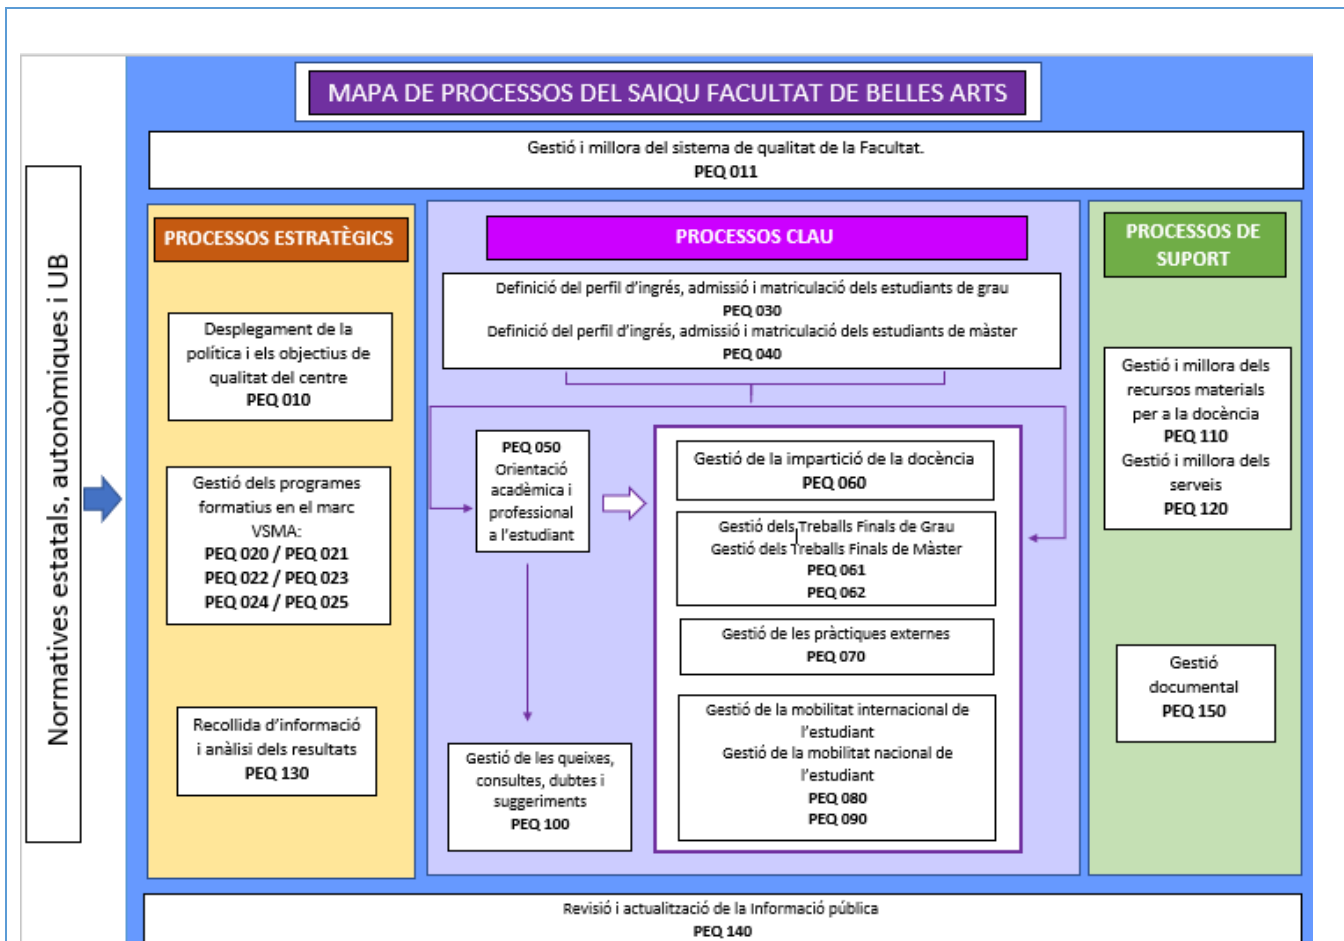 MAPA DE PROCESSOS DEL SAIQU FACULTAT DE BELLES ARTS
Gestió i millora del sistema de qualitat de la Facultat.
PEQ 011
Normatives estatals, autonòmiques i UB
PROCESSOS ESTRATÈGICS
Desplegament de la
política i els objectius de
qualitat del centre
PEQ 010
Gestió dels programes
formatius en el marc
VSMA:
PEQ 020 / PEQ 021
PEQ 022 / PEQ 023
PEQ 024 / PEQ 025
Recollida d'informació
i anàlisi dels resultats
PEQ 130
PROCESSOS CLAU
Definició del perfil d'ingrés, admissió i matriculació dels estudiants de grau
PEQ 030
Definició del perfil d'ingrés, admissió i matriculació dels estudiants de màster
PEQ 040
PEQ 050
Orientació
acadèmica i
professional
a l'estudiant
Gestió de les queixes,
consultes, dubtes i
suggeriments
PEQ 100
Gestió de la impartició de la docència
PEQ 060
Gestió dels Treballs Finals de Grau
Gestió dels Treballs Finals de Màster
PEQ 061
PEQ 062
Gestió de les pràctiques externes
PEQ 070
Gestió de la mobilitat internacional de
l'estudiant
Gestió de la mobilitat nacional de
l'estudiant
PEQ 080
PEQ 090
PROCESSOS DE
SUPORT
Gestió i millora dels
recursos materials
per a la docència
PEQ 110
Gestió i millora dels
serveis
PEQ 120
Gestió
documental
PEQ 150
Revisió i actualització de la Informació pública
PEQ 140